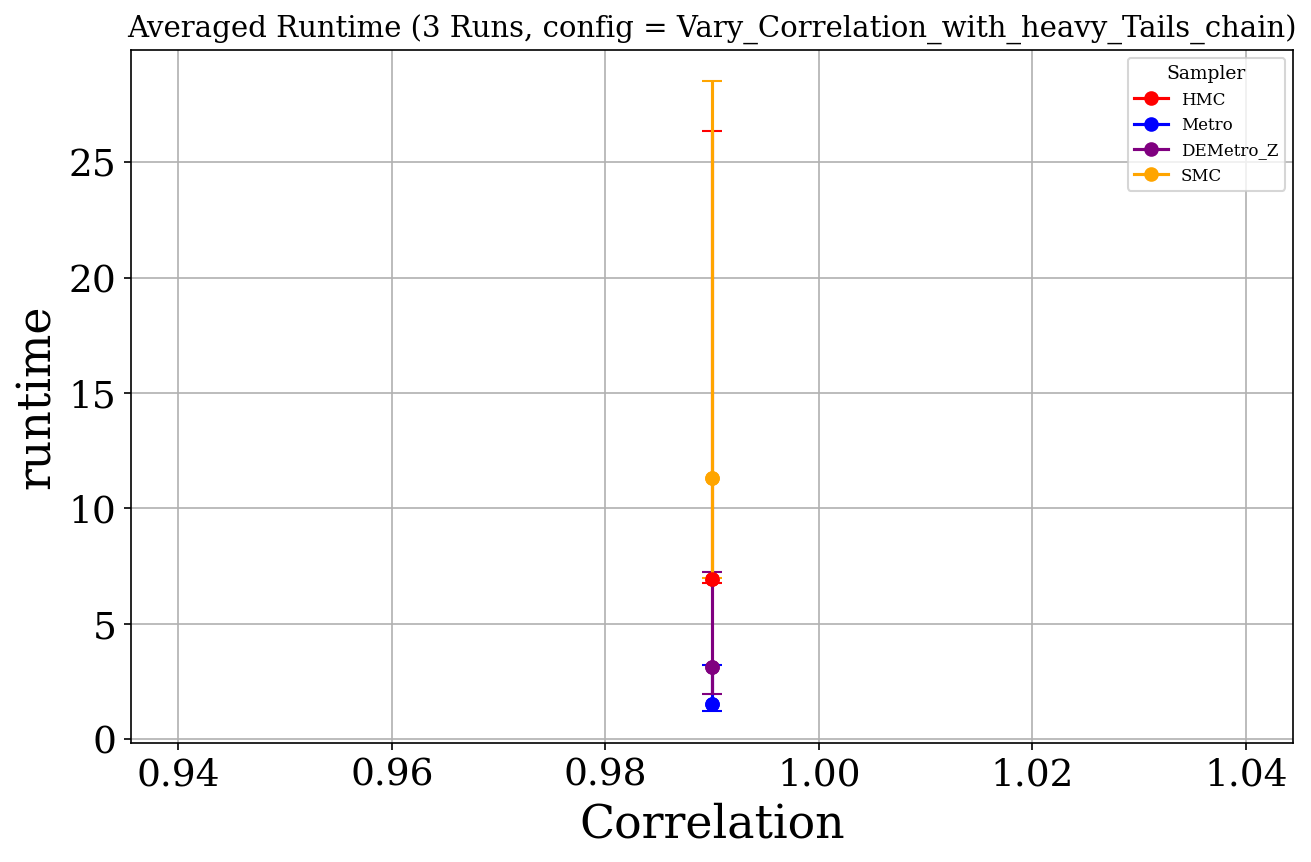 Averaged Runtime (3 Runs, config = Vary_Correlation_with_heavy_Tails_chain)
Sampler
HMC
Metro
DEMetro_Z
SMC
runtime
25
20
15
10
5
0
0.94 0.96 0.98 1.00 1.02 1.04
Correlation